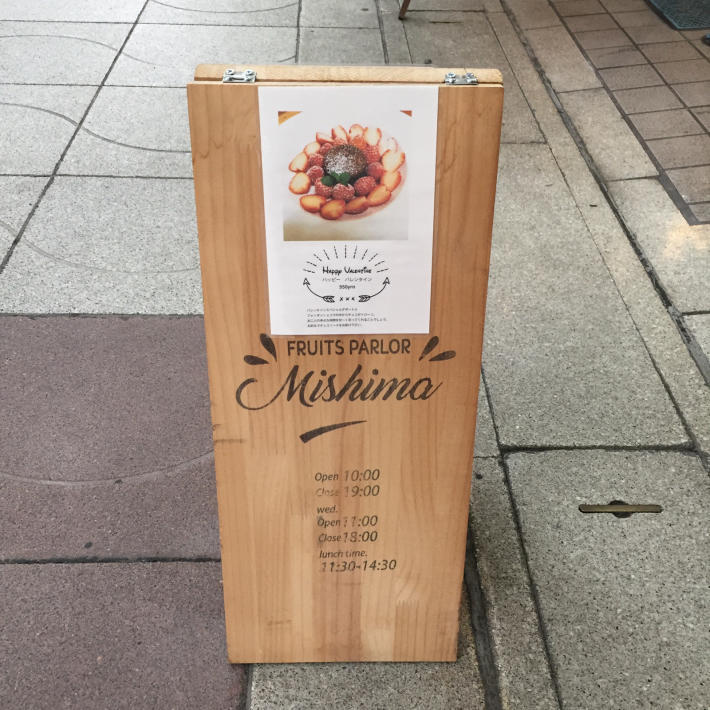 Happy Valentine
ハッピー バレンタイン
FRUITS PARLOR
Mishima
Open 10:00
Close 19:00
wed.
Open 11:00
Close 18:00
lunch time.
11:30-14:30